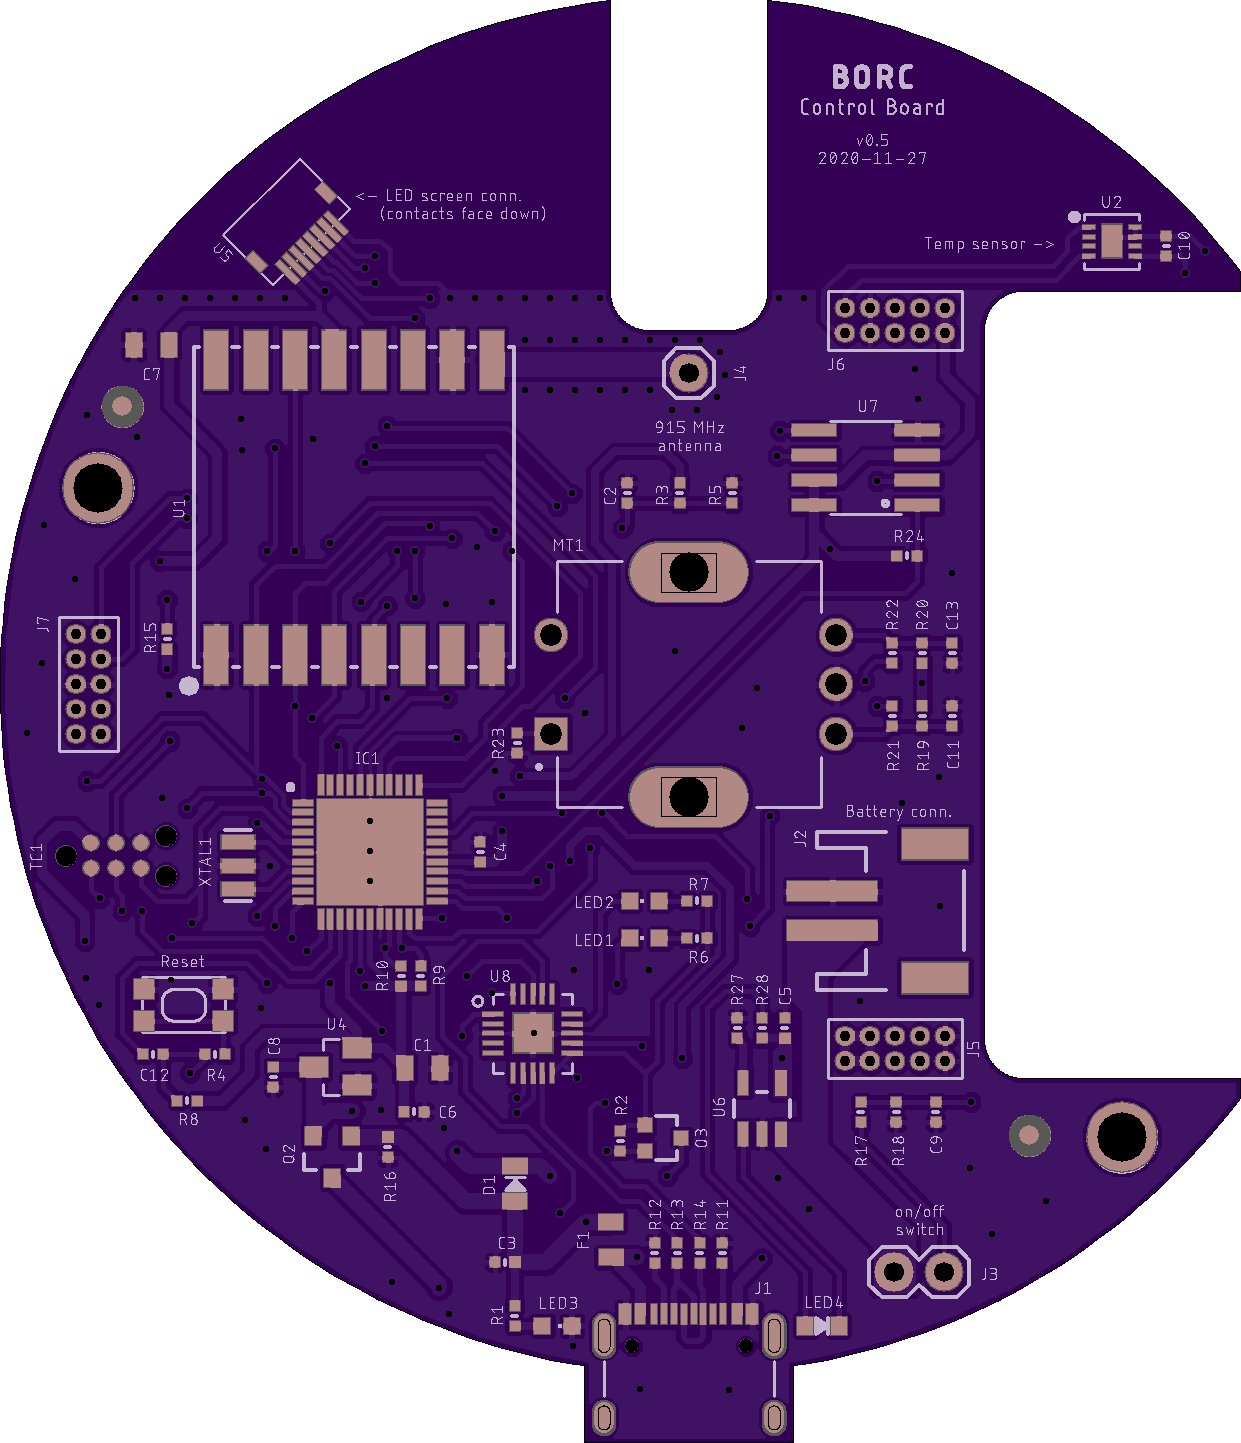 BORC
Control Board
v0.5
2020-11-27
<- LED screen conn.
(contacts face down)
U5
U2
Temp sensor ->
C10
J6
C7
J4
915 MHz
antenna
U7
U1
C2
R3
R5
R24
MT1
J7
R15
R22
R20
C13
R23
IC1
R21
R19
C11
Battery conn.
J2
TC1
XTAL1
C4
LED2
R7
LED1
R6
Reset
R10
R9
U8
R27
R28
C5
U4
C8
C1
J5
C12
R4
R8
C6
R2
U6
Q3
Q2
R16
R17
R18
C9
D1
on/off
switch
F1
R12
R13
R14
R11
C3
J3
J1
R1
LED3
LED4